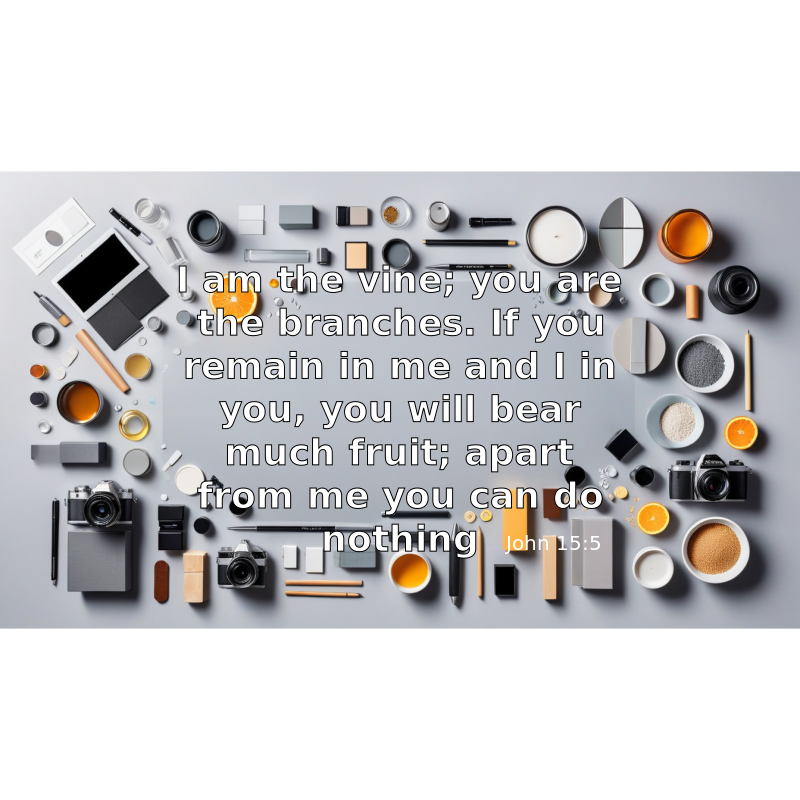 I am the vine; you are
the branches. If you
remain in me and I in
you, you will bear
much fruit; apart
from me you can do
nothing John 15:5